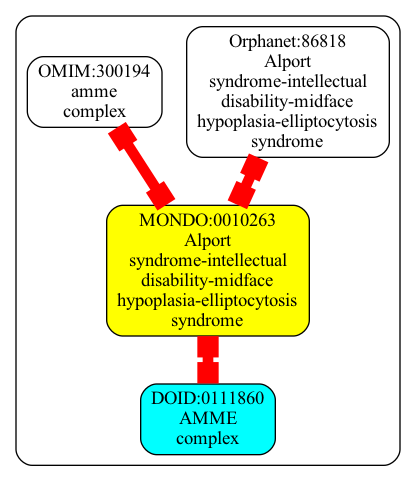 OMIM:300194
amme
complex
Orphanet:86818
Alport
syndrome-intellectual
disability-midface
hypoplasia-elliptocytosis
syndrome
MONDO:0010263
Alport
syndrome-intellectual
disability-midface
hypoplasia-elliptocytosis
syndrome
DOID:0111860
AMME
complex